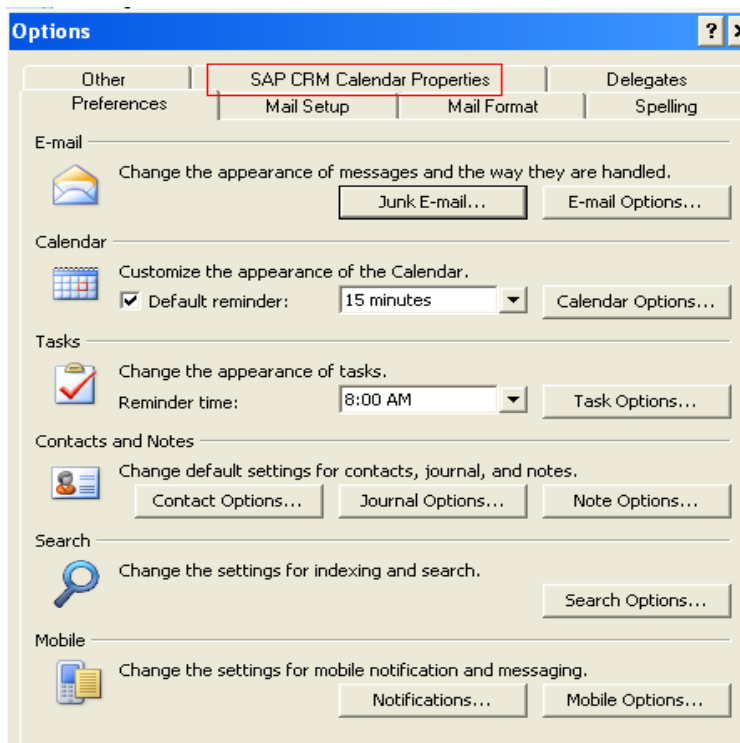 Options
Other SAP CRM Calendar Properties Delegates
Preferences Mail Setup Mail Format Spelling
E-mail
Change the appearance of messages and the way they are handled.
Junk E-mail... E-mail Options...
Calendar
Customize the appearance of the Calendar.
Default reminder: 15 minutes Calendar Options...
Tasks
Change the appearance of tasks.
Reminder time: 8:00 AM Task Options...
Contacts and Notes
Change default settings for contacts, journal, and notes.
Contact Options... Journal Options... Note Options...
Search
Change the settings for indexing and search.
Search Options...
Mobile
Change the settings for mobile notification and messaging.
Notifications... Mobile Options...